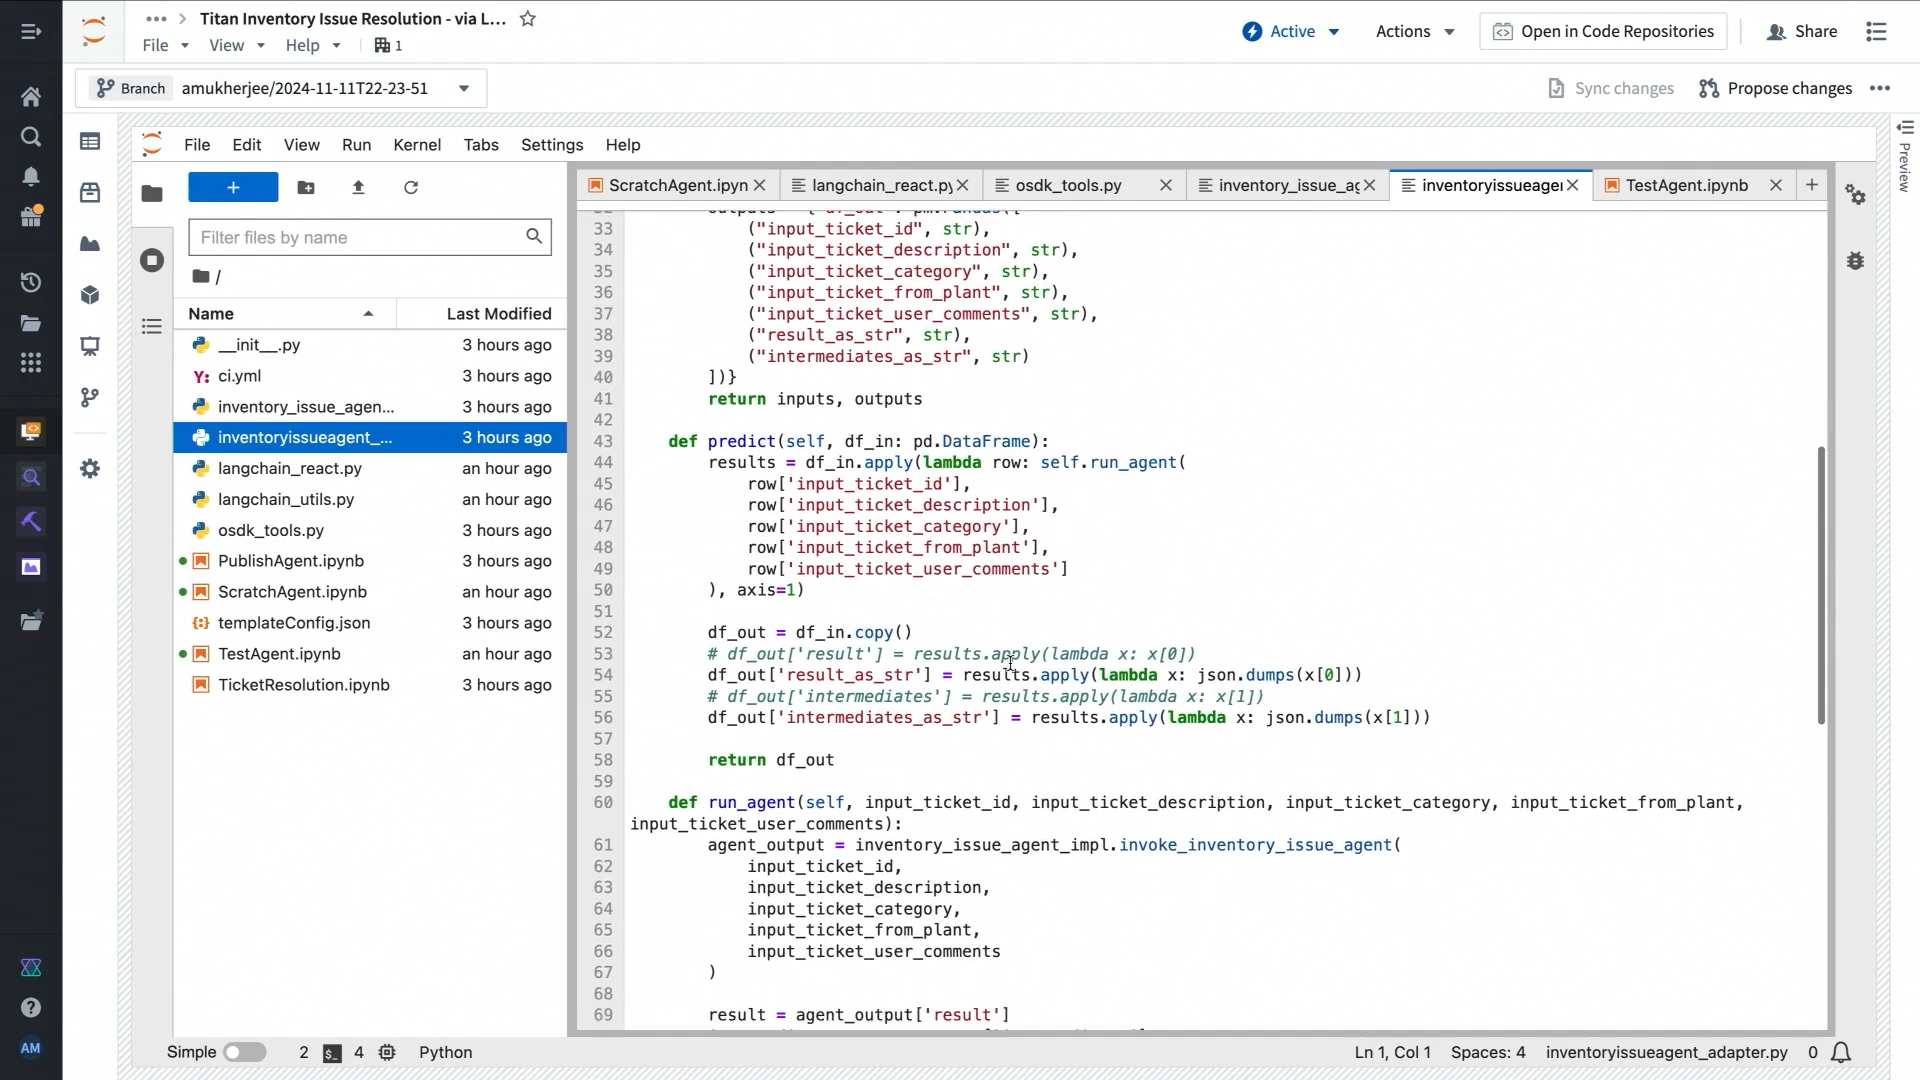 Titan Inventory Issue Resolution - via L...
File View Help 1
Active
Actions
Open in Code Repositories
Share
Branch amukherjee/2024-11-11T22-23-51
Sync changes
Propose changes
Preview
File Edit View Run Kernel Tabs Settings Help
Filter files by name
/
Name Last Modified
__init__.py 3 hours ago
ci.yml 3 hours ago
inventory_issue_agen... 3 hours ago
inventoryissueagent_... 3 hours ago
langchain_react.py an hour ago
langchain_utils.py an hour ago
osdk_tools.py 3 hours ago
PublishAgent.ipynb 3 hours ago
ScratchAgent.ipynb an hour ago
templateConfig.json 3 hours ago
TestAgent.ipynb an hour ago
TicketResolution.ipynb 3 hours ago
ScratchAgent.ipyn langchain_react.py osdk_tools.py inventory_issue_ag inventoryissueager TestAgent.ipynb
33 ("input_ticket_id", str),
34 ("input_ticket_description", str),
35 ("input_ticket_category", str),
36 ("input_ticket_from_plant", str),
37 ("input_ticket_user_comments", str),
38 ("result_as_str", str),
39 ("intermediates_as_str", str)
40 ])}
41 return inputs, outputs
42
43 def predict(self, df_in: pd.DataFrame):
44 results = df_in.apply(lambda row: self.run_agent(
45 row['input_ticket_id'],
46 row['input_ticket_description'],
47 row['input_ticket_category'],
48 row['input_ticket_from_plant'],
49 row['input_ticket_user_comments']
50 ), axis=1)
51
52 df_out = df_in.copy()
53 # df_out['result'] = results.apply(lambda x: x[0])
54 df_out['result_as_str'] = results.apply(lambda x: json.dumps(x[0]))
55 # df_out['intermediates'] = results.apply(lambda x: x[1])
56 df_out['intermediates_as_str'] = results.apply(lambda x: json.dumps(x[1]))
57
58 return df_out
59
60 def run_agent(self, input_ticket_id, input_ticket_description, input_ticket_category, input_ticket_from_plant,
input_ticket_user_comments):
61 agent_output = inventory_issue_agent_impl.invoke_inventory_issue_agent(
62 input_ticket_id,
63 input_ticket_description,
64 input_ticket_category,
65 input_ticket_from_plant,
66 input_ticket_user_comments
67 )
68
69 result = agent_output['result']
AM
Simple 2 $_ 4 Python
Ln 1, Col 1 Spaces: 4 inventoryissueagent_adapter.py 0